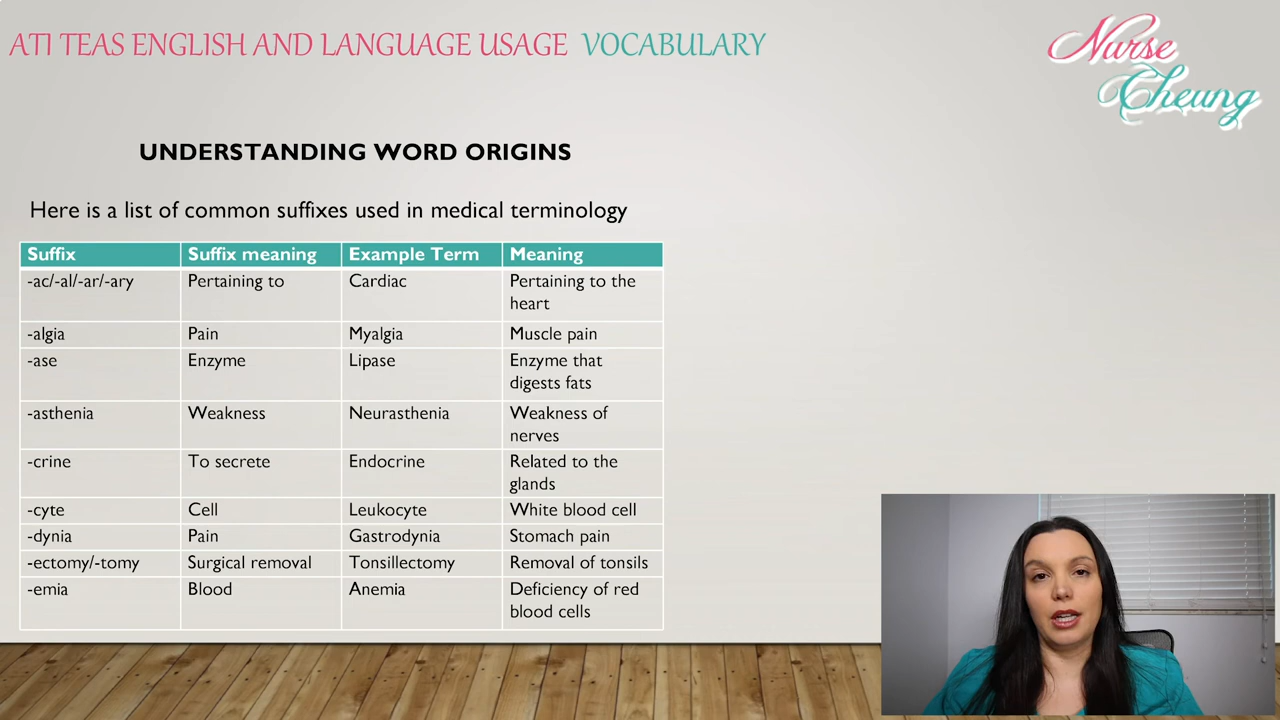 ATI TEAS ENGLISH AND LANGUAGE USAGE VOCABULARY
Nurse
Cheung
UNDERSTANDING WORD ORIGINS
Here is a list of common suffixes used in medical terminology
Suffix Suffix meaning Example Term Meaning
-ac/-al/-ar/-ary Pertaining to Cardiac Pertaining to the
heart
-algia Pain Myalgia Muscle pain
-ase Enzyme Lipase Enzyme that
digests fats
-asthenia Weakness Neurasthenia Weakness of
nerves
-crine To secrete Endocrine Related to the
glands
-cyte Cell Leukocyte White blood cell
-dynia Pain Gastrodynia Stomach pain
-ectomy/-tomy Surgical removal Tonsillectomy Removal of tonsils
-emia Blood Anemia Deficiency of red
blood cells